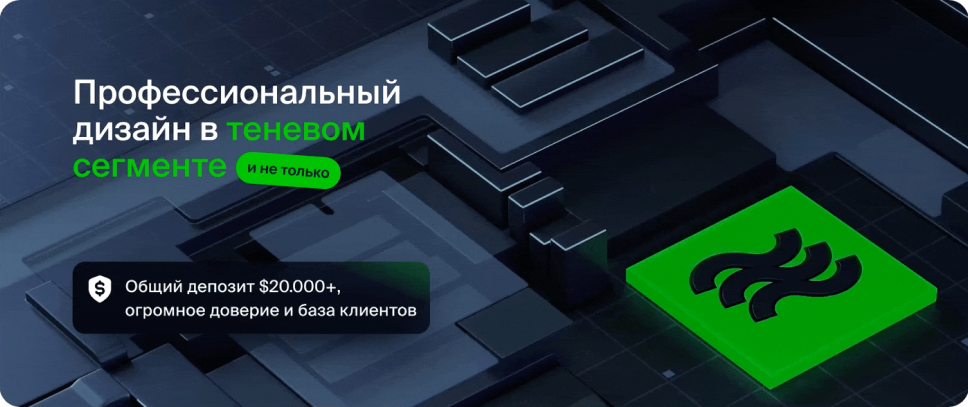 Профессиональный
дизайн в теневом
сегменте и не только
Общий депозит $20.000+,
огромное доверие и база клиентов